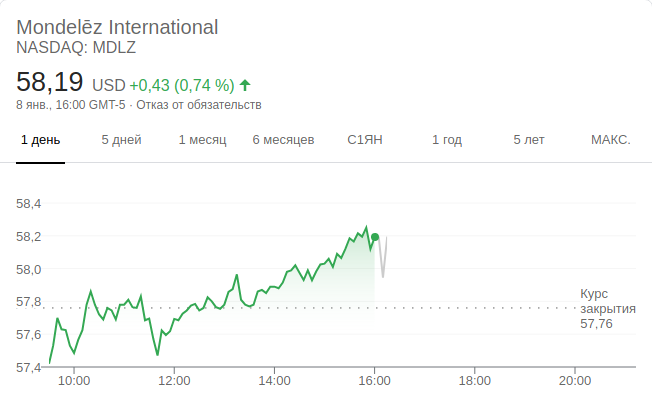 Mondelēz International
NASDAQ: MDLZ
58,19 USD +0,43 (0,74 %)
8 янв., 16:00 GMT-5 · Отказ от обязательств
1 день 5 дней 1 месяц 6 месяцев С1ЯН 1 год 5 лет МАКС.
58,4
58,2
58,0
57,8
57,6
57,4
Курс
закрытия
57,76
10:00 12:00 14:00 16:00 18:00 20:00